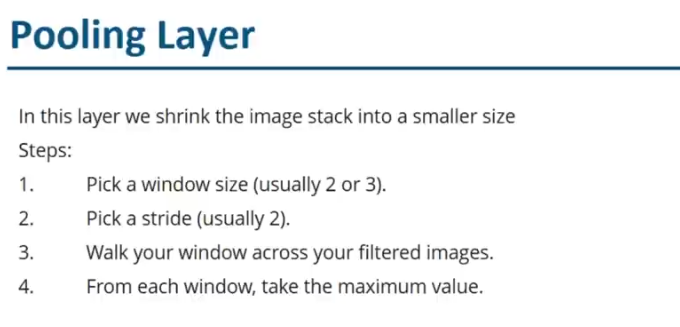 Pooling Layer
In this layer we shrink the image stack into a smaller size
Steps:
1. Pick a window size (usually 2 or 3).
2. Pick a stride (usually 2).
3. Walk your window across your filtered images.
4. From each window, take the maximum value.